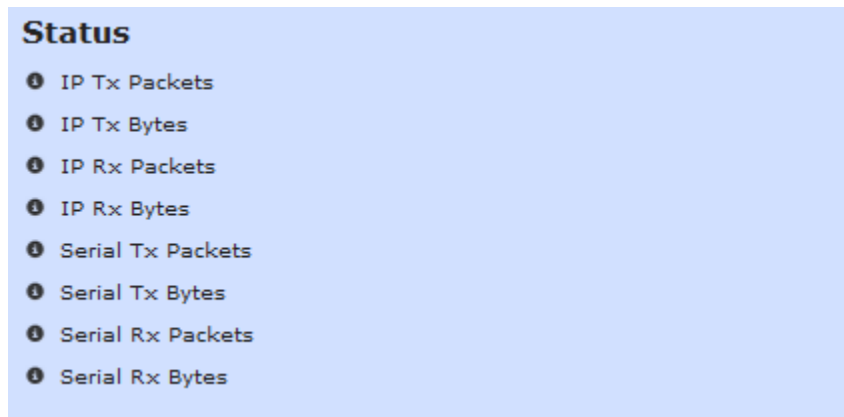 Status
IP Tx Packets
IP Tx Bytes
IP Rx Packets
IP Rx Bytes
Serial Tx Packets
Serial Tx Bytes
Serial Rx Packets
Serial Rx Bytes